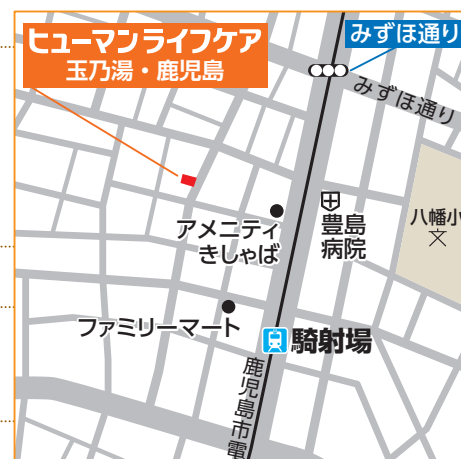 ヒューマンライフケア
玉乃湯・鹿児島
みずほ通り
みずほ通り
アメニティ
きしゃば
豊島
病院
八幡小
文
ファミリーマート
騎射場
鹿児島市電